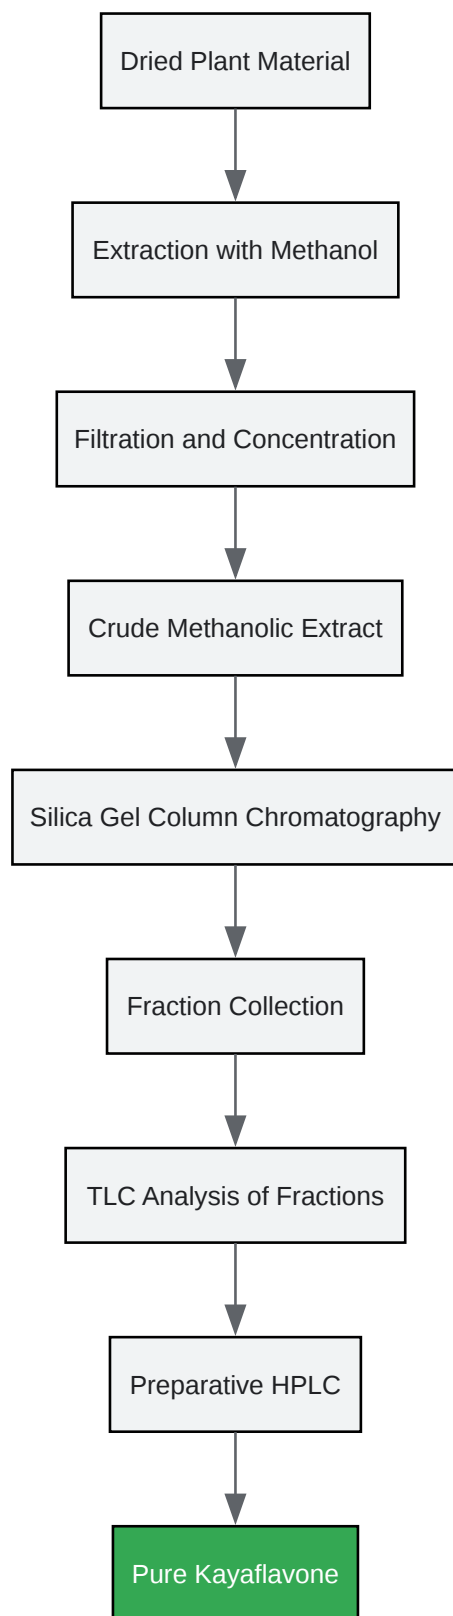 Dried Plant Material
Extraction with Methanol
Filtration and Concentration
Crude Methanolic Extract
Silica Gel Column Chromatography
Fraction Collection
TLC Analysis of Fractions
Preparative HPLC
Pure Kayaflavone